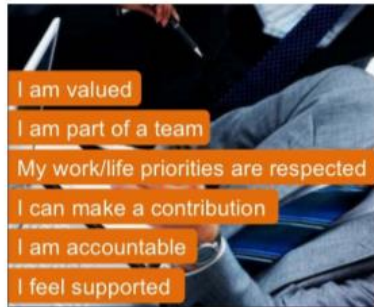 I am valued
I am part of a team
My work/life priorities are respected
I can make a contribution
I am accountable
I feel supported